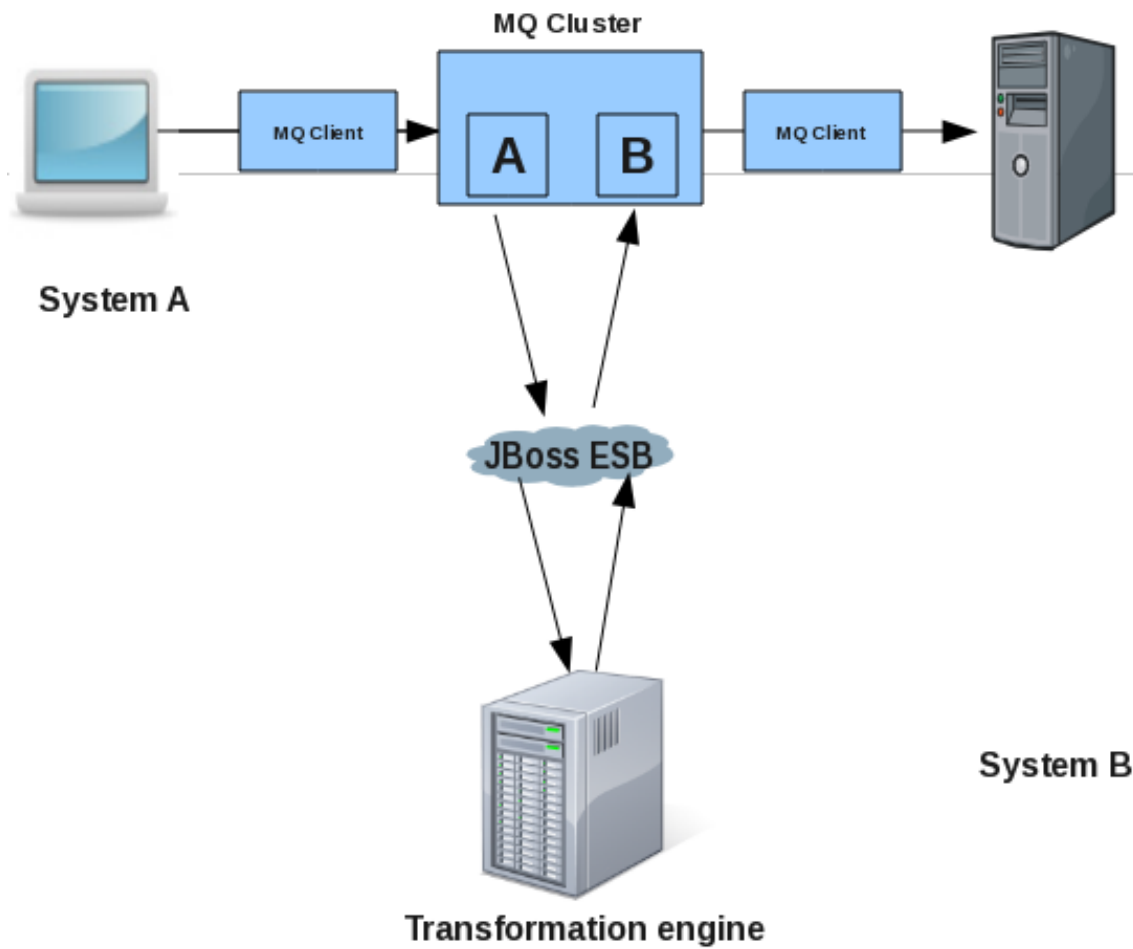 MQ Cluster
MQ Client
A
B
MQ Client
System A
JBoss ESB
System B
Transformation engine